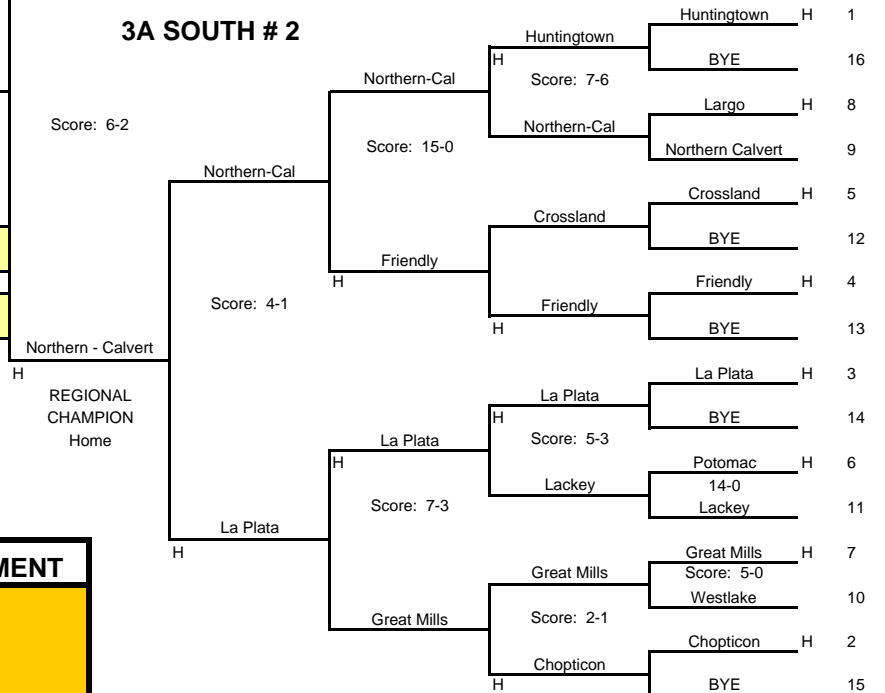 3A SOUTH # 2
Huntingtown H 1
Huntingtown
H
BYE 16
Score: 7-6
Northern-Cal
Largo H 8
Score: 6-2
Northern-Cal
Score: 15-0
Northern Calvert 9
Northern-Cal
Crossland H 5
Crossland
BYE 12
Friendly
H
Friendly H 4
Score: 4-1
Friendly
H
BYE 13
Northern - Calvert
H
La Plata H 3
REGIONAL
CHAMPION
Home
La Plata
H
BYE 14
Score: 5-3
La Plata
H
Potomac H 6
Lackey
14-0
Score: 7-3
Lackey 11
La Plata
H
Great Mills H 7
MENT
Great Mills
Score: 5-0
Westlake 10
Great Mills
Score: 2-1
Chopticon H 2
Chopticon
H
BYE 15